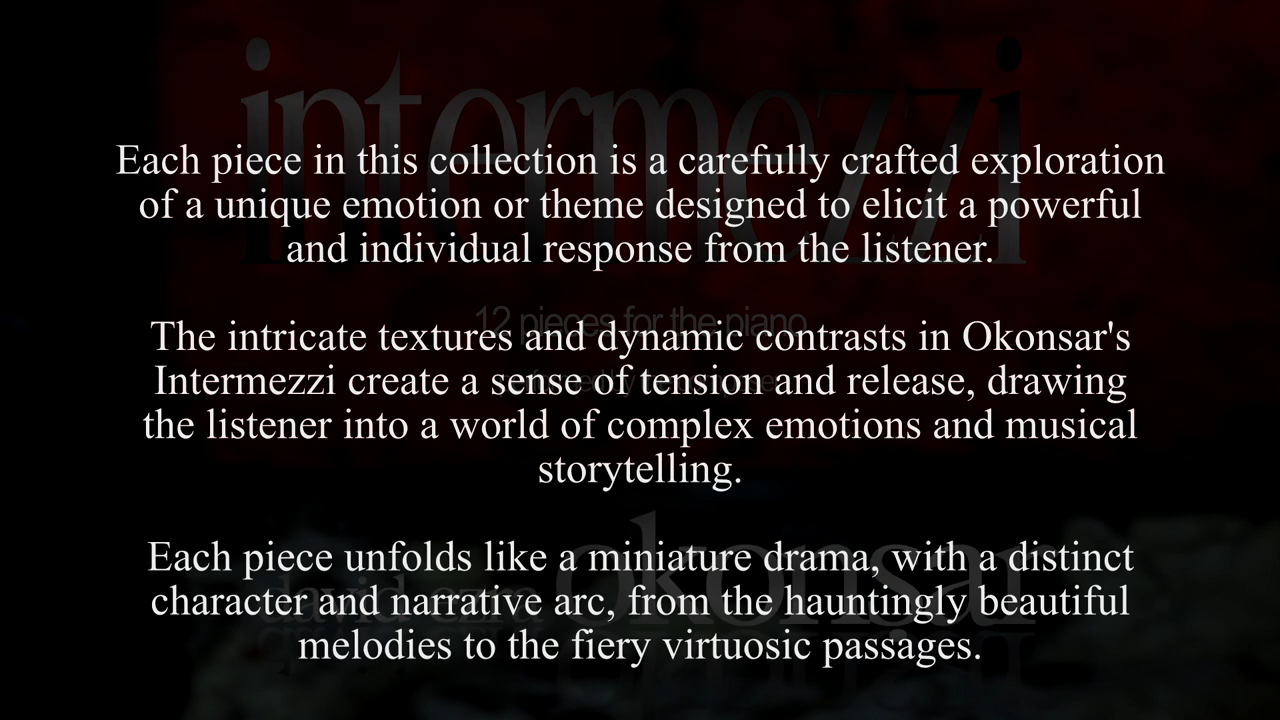 intermezzi
Each piece in this collection is a carefully crafted exploration
of a unique emotion or theme designed to elicit a powerful
and individual response from the listener.
12 pieces for the piano
The intricate textures and dynamic contrasts in Okonsar's
Intermezzi create a sense of tension and release, drawing
the listener into a world of complex emotions and musical
storytelling.
Each piece unfolds like a miniature drama, with a distinct
character and narrative arc, from the hauntingly beautiful
melodies to the fiery virtuosic passages.
david ezra okonsar